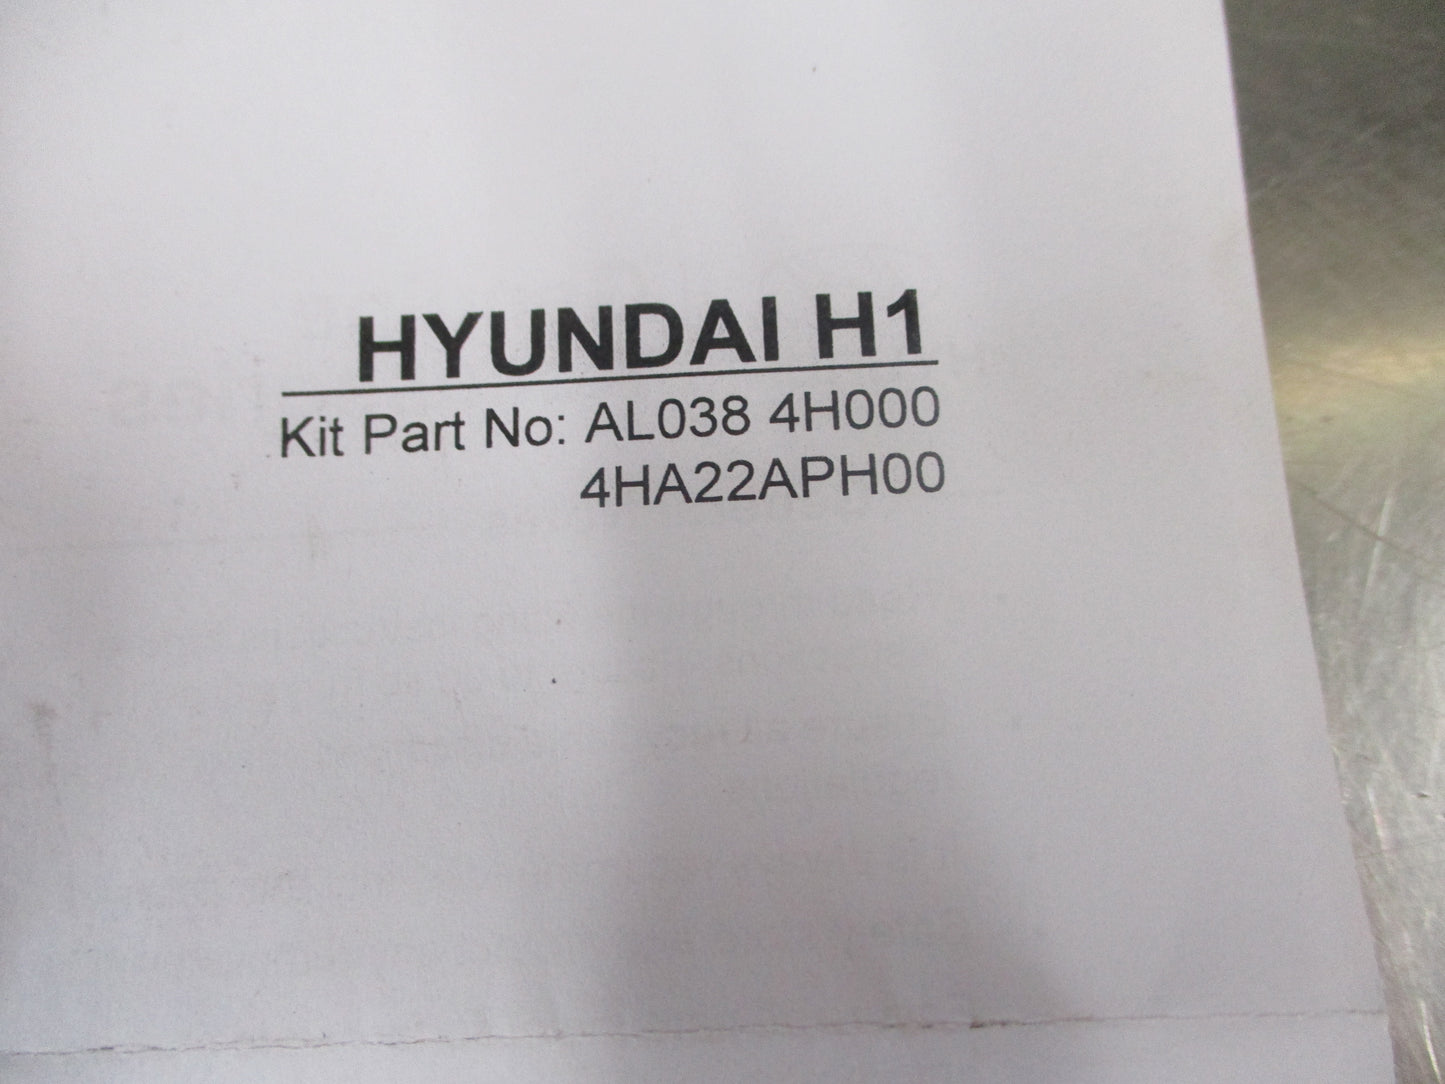 HYUNDAI H1
Kit Part No: AL038 4H000
4HA22APH00